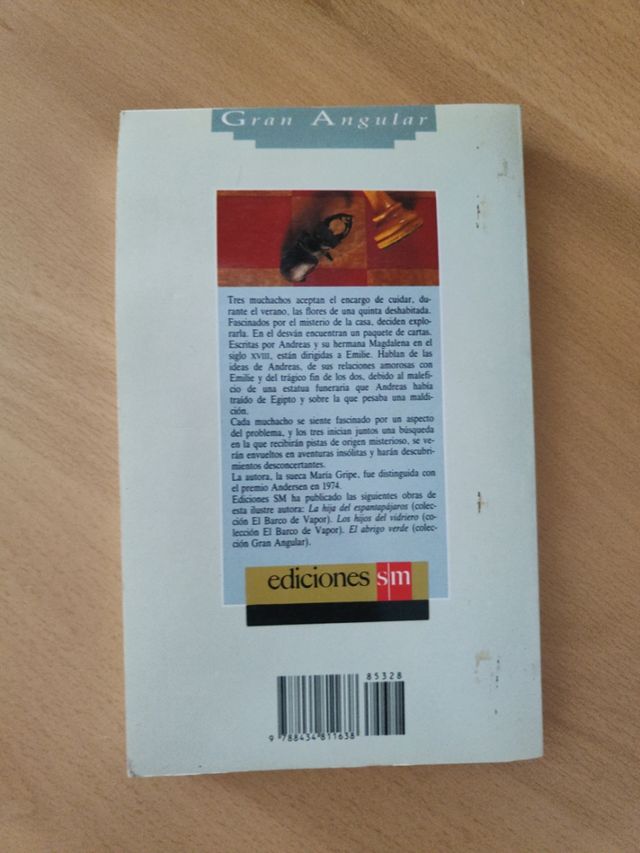 Gran Angular
Tres muchachos aceptan el encargo de cuidar, du-
rante el verano, las flores de una quinta deshabitada.
Fascinados por el misterio de la casa, deciden explo-
rarla. En el desván encuentran un paquete de cartas.
Escritas por Andreas y su hermana Magdalena en el
siglo XVIII, están dirigidas a Emilie. Hablan de las
ideas de Andreas, de sus relaciones amorosas con
Emilie y del trágico fin de los dos, debido al malefi-
cio de una estatua funeraria que Andreas había
traído de Egipto y sobre la que pesaba una maldi-
ción.
Cada muchacho se siente fascinado por un aspecto
del problema, y los tres inician juntos una búsqueda
en la que recibirán pistas de origen misterioso, se ve-
rán envueltos en aventuras insólitas y harán descubri-
mientos desconcertantes.
La autora, la sueca María Gripe, fue distinguida con
el premio Andersen en 1974.
Ediciones SM ha publicado las siguientes obras de
esta ilustre autora: La hija del espantapájaros (colec-
ción El Barco de Vapor). Los hijos del vidriero (co-
lección El Barco de Vapor). El abrigo verde (colec-
ción Gran Angular).
ediciones s|m
85328
9 788434 811638